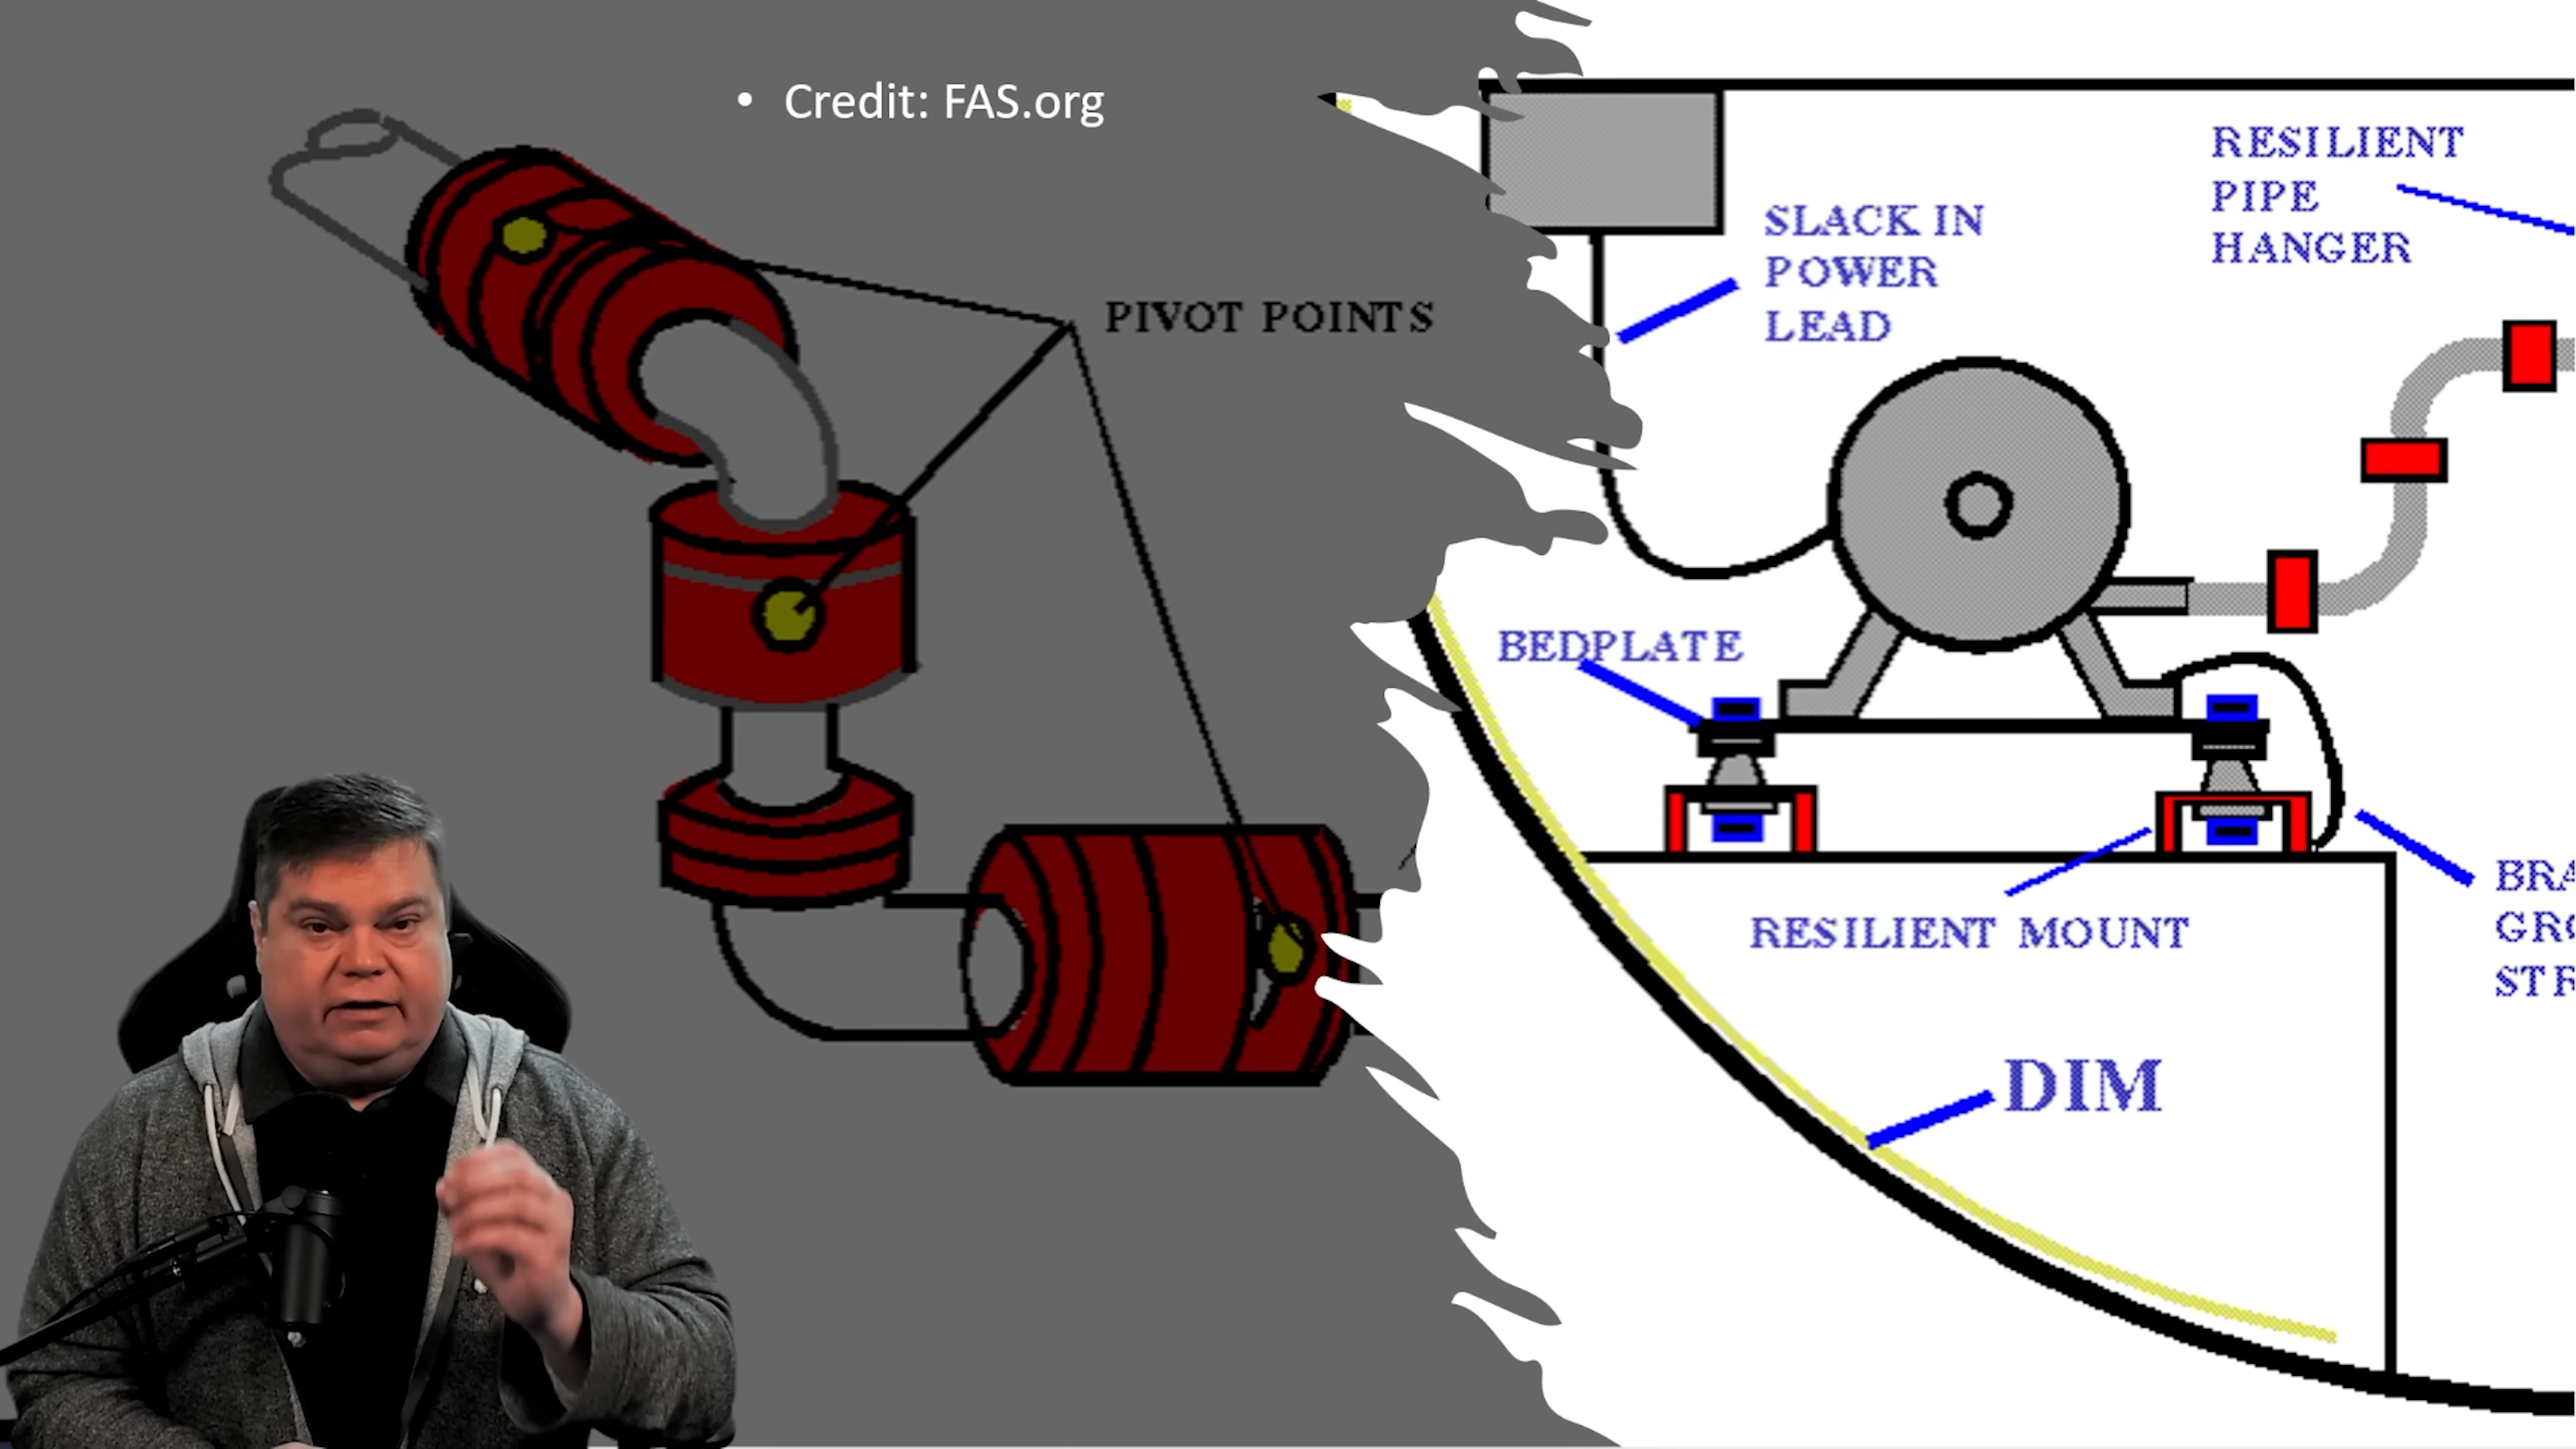 • Credit: FAS.org
PIVOT POINTS
SLACK IN
POWER
LEAD
RESILIENT
PIPE
HANGER
BEDPLATE
RESILIENT MOUNT
DIM